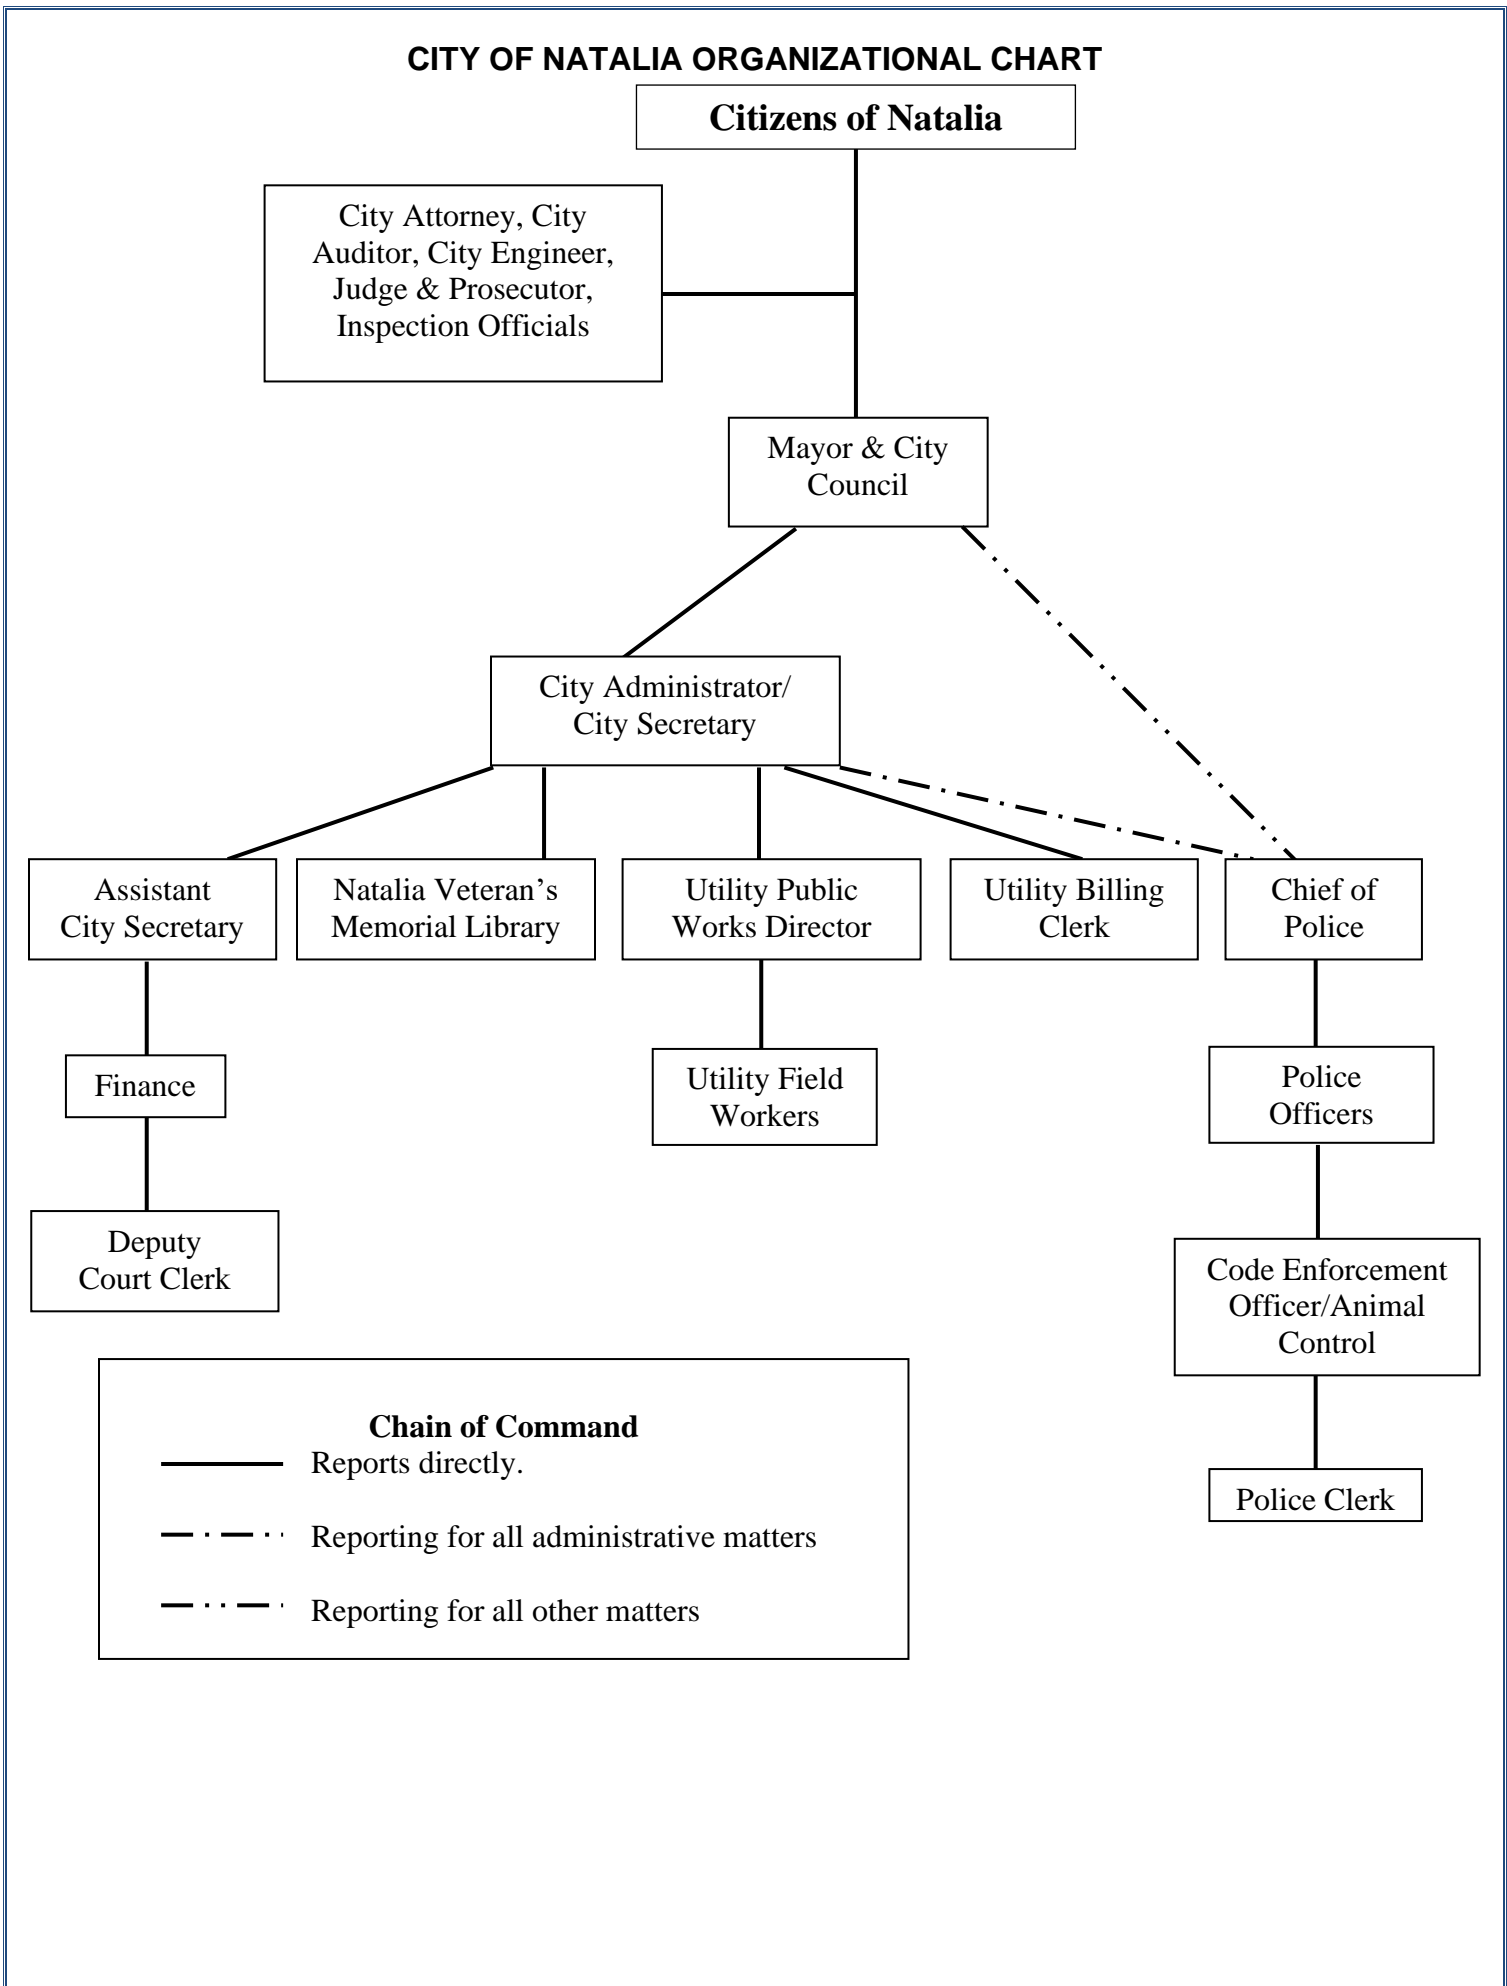 CITY OF NATALIA ORGANIZATIONAL CHART
Citizens of Natalia
City Attorney, City
Auditor, City Engineer,
Judge & Prosecutor,
Inspection Officials
Mayor & City
Council
City Administrator/
City Secretary
Assistant
City Secretary
Natalia Veteran’s
Memorial Library
Utility Public
Works Director
Utility Billing
Clerk
Chief of
Police
Finance
Utility Field
Workers
Police
Officers
Deputy
Court Clerk
Code Enforcement
Officer/Animal
Control
Police Clerk
Chain of Command
Reports directly.
Reporting for all administrative matters
Reporting for all other matters